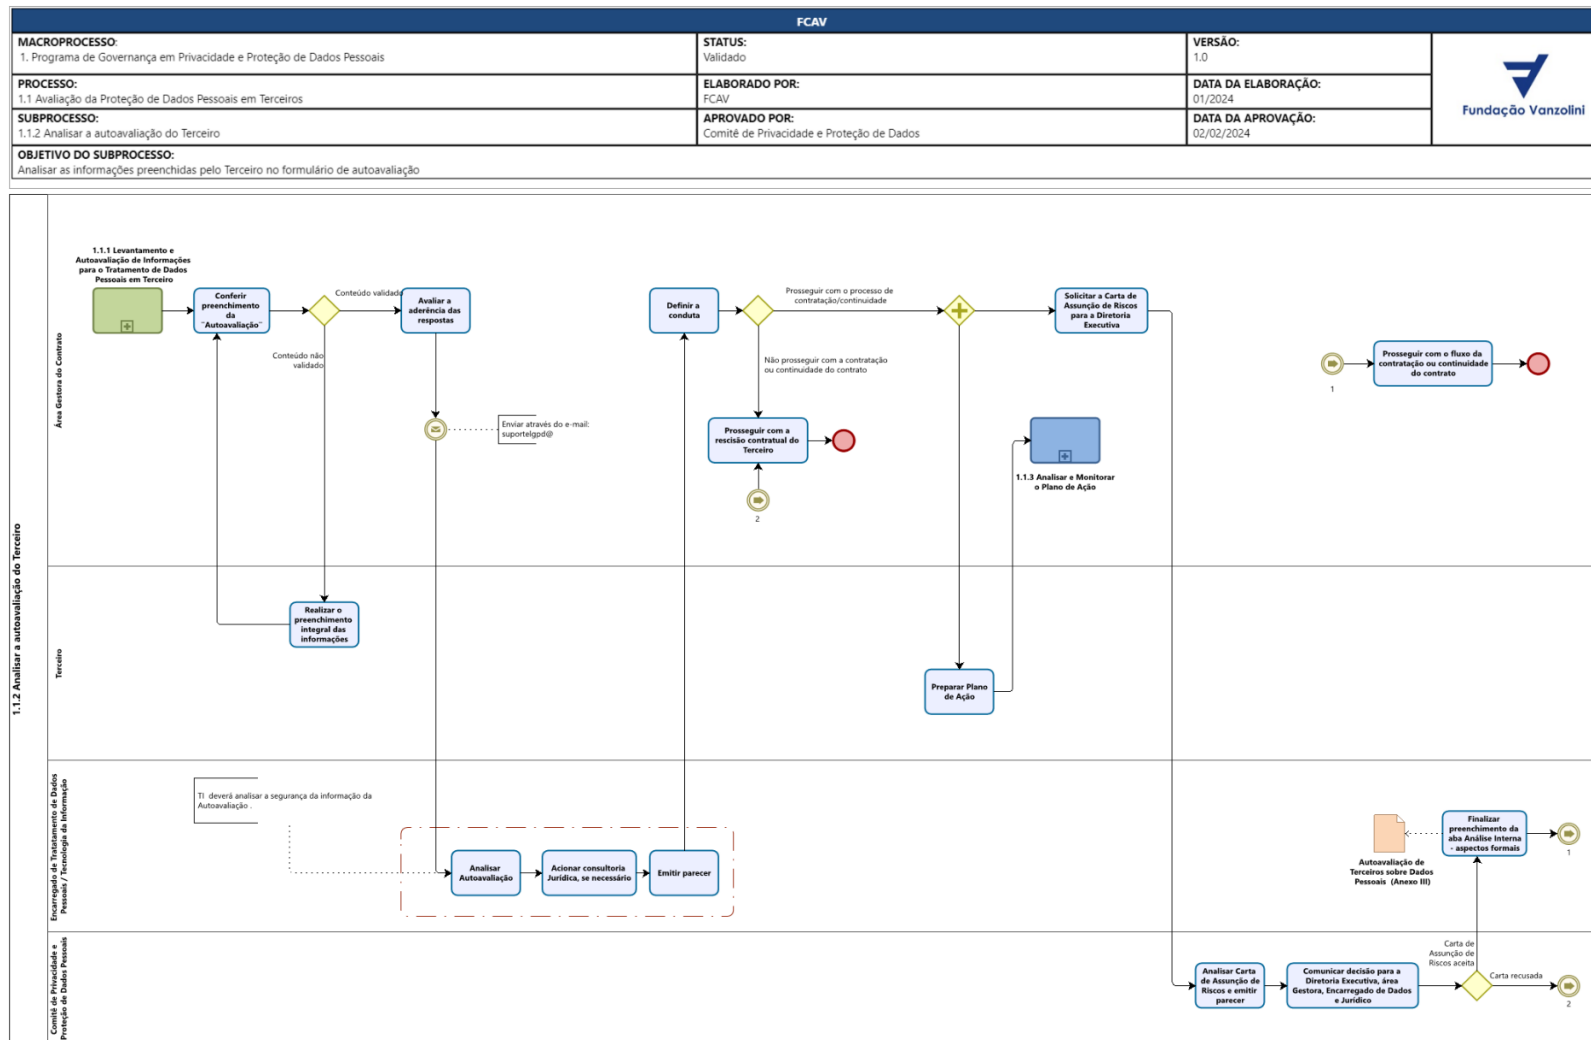 FCAV
MACROPROCESSO:
1. Programa de Governança em Privacidade e Proteção de Dados Pessoais
STATUS:
Validado
VERSÃO:
1.0
PROCESSO:
1.1 Avaliação da Proteção de Dados Pessoais em Terceiros
ELABORADO POR:
FCAV
DATA DA ELABORAÇÃO:
01/2024
SUBPROCESSO:
1.1.2 Analisar a autoavaliação do Terceiro
APROVADO POR:
Comitê de Privacidade e Proteção de Dados
DATA DA APROVAÇÃO:
02/02/2024
Fundação Vanzolini
OBJETIVO DO SUBPROCESSO:
Analisar as informações preenchidas pelo Terceiro no formulário de autoavaliação
1.1.2 Analisar a autoavaliação do Terceiro
Área Gestora do Contrato
1.1.1 Levantamento e
Autoavaliação de Informações
para o Tratamento de Dados
Pessoais em Terceiro
Conferir
preenchimento
da
"Autoavaliação"
Conteúdo validado
Conteúdo não
validado
Avaliar a
aderência das
respostas
Enviar através do e-mail:
suportelgpd@
Definir a
conduta
Prosseguir com o processo de
contratação/continuidade
Não prosseguir com a contratação
ou continuidade do contrato
Prosseguir com a
rescisão contratual do
Terceiro
2
Solicitar a Carta de
Assunção de Riscos
para a Diretoria
Executiva
1.1.3 Analisar e Monitorar
o Plano de Ação
1
Prosseguir com o fluxo da
contratação ou continuidade
do contrato
Terceiro
Realizar o
preenchimento
integral das
informações
Preparar Plano
de Ação
Encarregado de Tratatamento de Dados
Pessoais / Tecnologia da Informação
TI deverá analisar a segurança da informação da
Autoavaliação .
Analisar
Autoavaliação
Acionar consultoria
Jurídica, se necessário
Emitir parecer
Autoavaliação de
Terceiros sobre Dados
Pessoais (Anexo III)
Finalizar
preenchimento da
aba Análise Interna
- aspectos formais
1
Comitê de Privacidade e
Proteção de Dados Pessoais
Analisar Carta
de Assunção de
Riscos e emitir
parecer
Comunicar decisão para a
Diretoria Executiva, área
Gestora, Encarregado de Dados
e Jurídico
Carta de
Assunção de
Riscos aceita
Carta recusada
2